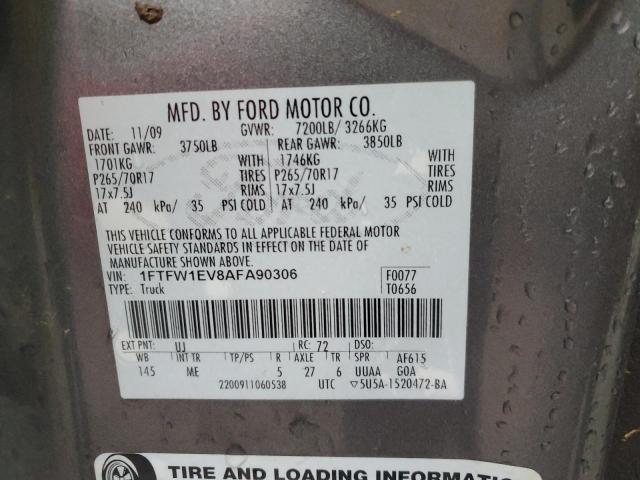 MFD. BY FORD MOTOR CO.
DATE: 11/09 GVWR: 7200LB/ 3266KG
FRONT GAWR: 3750LB REAR GAWR: 3850LB
1701KG WITH 1746KG WITH
P265/70R17 TIRES P265/70R17 TIRES
17x7.5J RIMS 17x7.5J RIMS
AT 240 kPa/ 35 PSI COLD AT 240 kPa/ 35 PSI COLD
THIS VEHICLE CONFORMS TO ALL APPLICABLE FEDERAL MOTOR
VEHICLE SAFETY STANDARDS IN EFFECT ON THE DATE OF
MANUFACTURE SHOWN ABOVE.
VIN: 1FTFW1EV8AFA90306 F0077
TYPE: Truck T0656
EXT PNT: UJ RC: 72 DSO:
WB INT TR TP/PS R AXLE TR SPR AF615
145 ME 5 27 6 UUAA GOA
2200911060538 UTC 5U5A-1520472-BA
TIRE AND LOADING INFORMATION